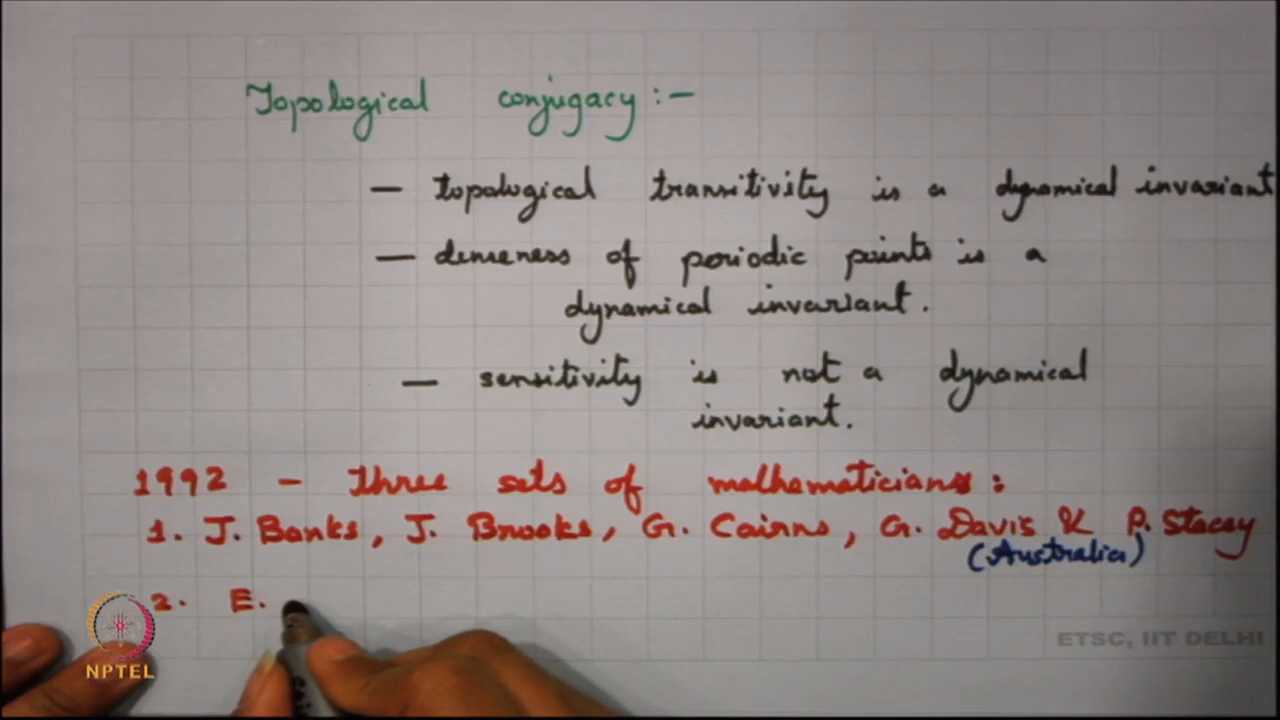 Topological conjugacy :-
— topological transitivity is a dynamical invariant
— denseness of periodic points is a
dynamical invariant.
— sensitivity is not a dynamical
invariant.
1992 - Three sets of mathematicians :
1. J. Banks, J. Brooks, G. Cairns, G. Davis & P. Stacey
(Australia)
2. E.
NPTEL
ETSC, IIT DELHI